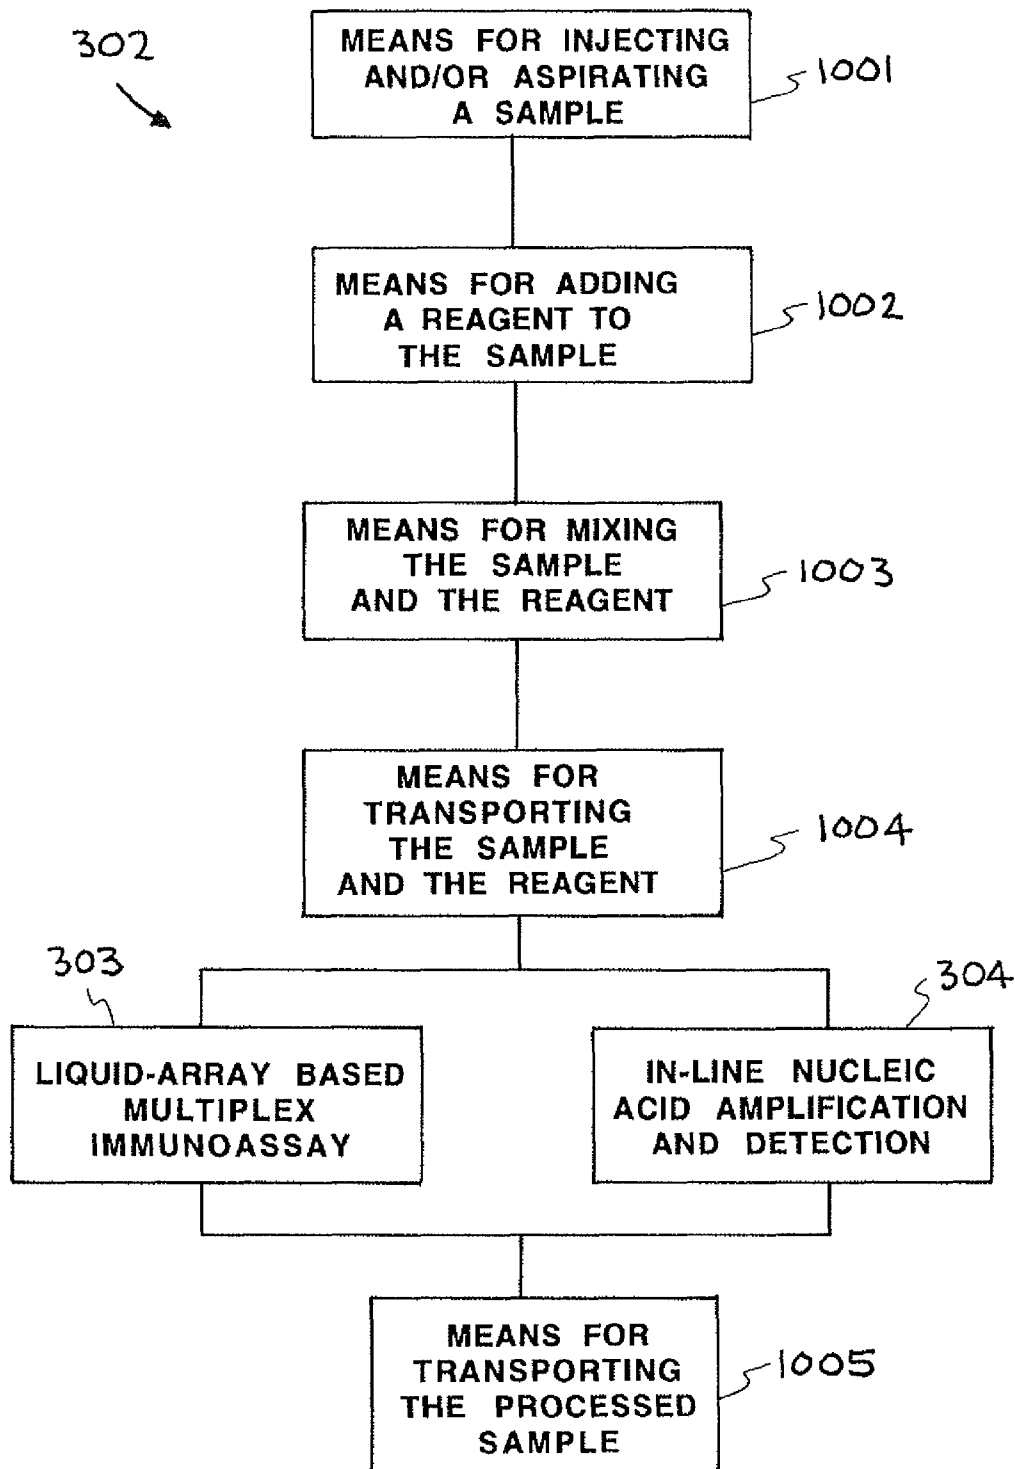 302
MEANS FOR INJECTING
AND/OR ASPIRATING
A SAMPLE
1001
MEANS FOR ADDING
A REAGENT TO
THE SAMPLE
1002
MEANS FOR MIXING
THE SAMPLE
AND THE REAGENT
1003
MEANS FOR
TRANSPORTING
THE SAMPLE
AND THE REAGENT
1004
303
LIQUID-ARRAY BASED
MULTIPLEX
IMMUNOASSAY
304
IN-LINE NUCLEIC
ACID AMPLIFICATION
AND DETECTION
MEANS FOR
TRANSPORTING
THE PROCESSED
SAMPLE
1005